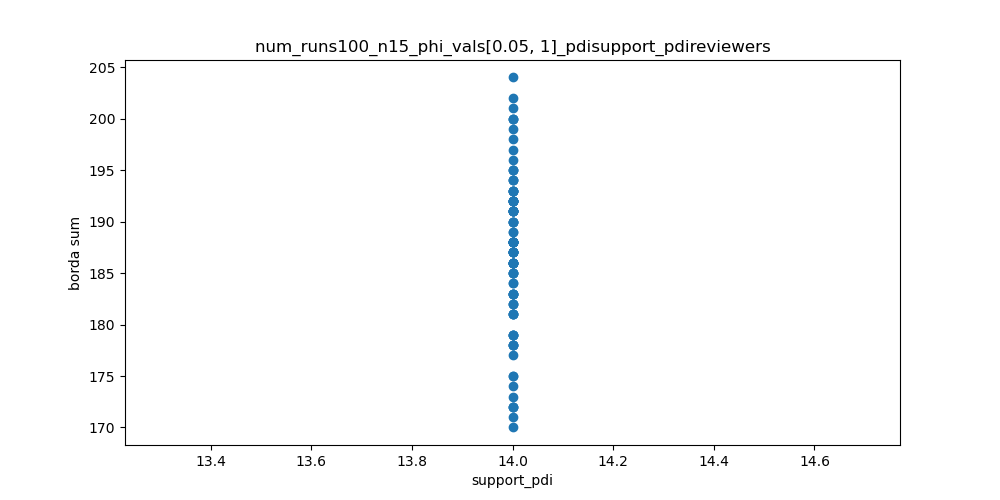 num_runs100_n15_phi_vals[0.05, 1]_pdisupport_pdireviewers
205
200
195
190
185
180
175
170
borda sum
13.4 13.6 13.8 14.0 14.2 14.4 14.6
support_pdi